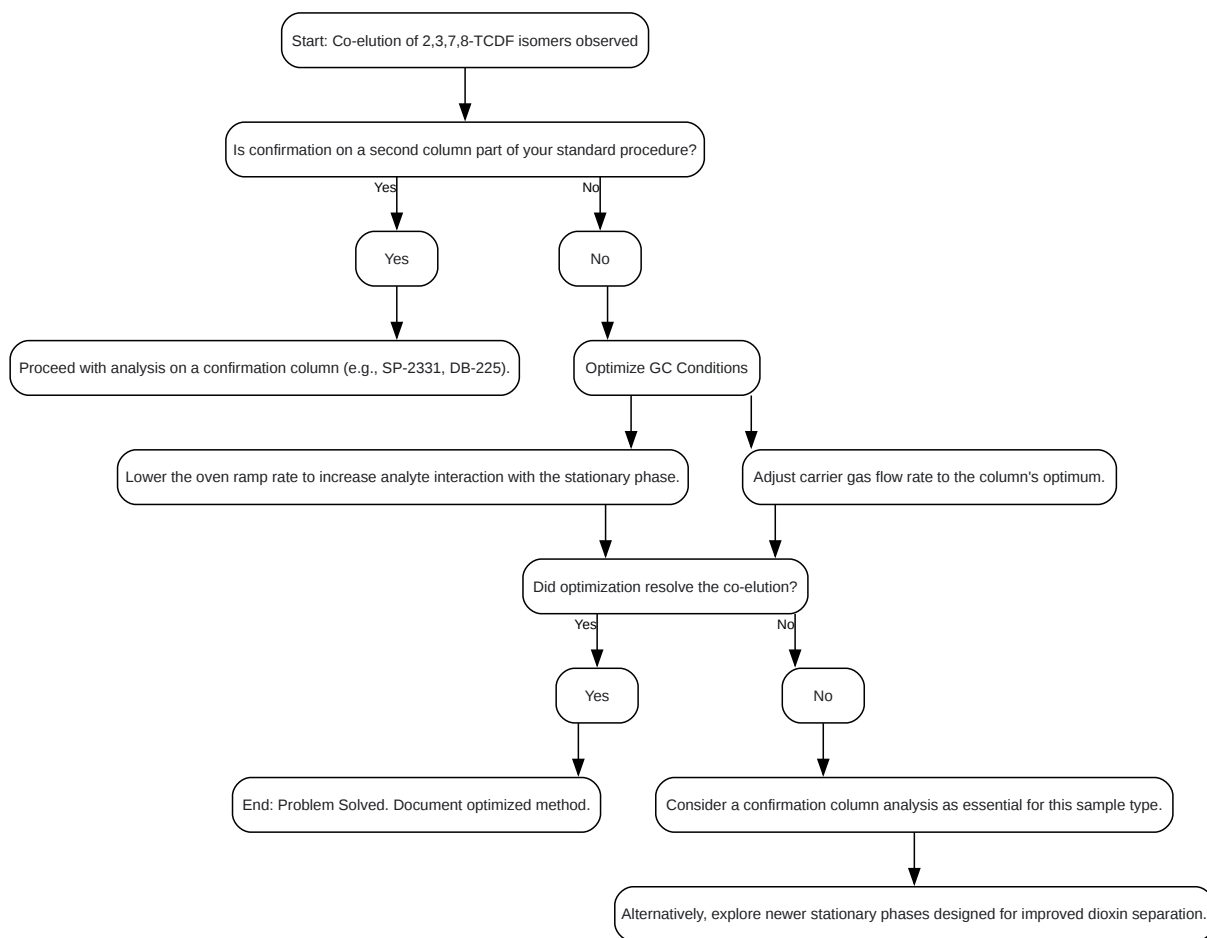 Start: Co-elution of 2,3,7,8-TCDF isomers observed
Is confirmation on a second column part of your standard procedure?
Yes
No
Yes
No
Proceed with analysis on a confirmation column (e.g., SP-2331, DB-225).
Optimize GC Conditions
Lower the oven ramp rate to increase analyte interaction with the stationary phase.
Adjust carrier gas flow rate to the column's optimum.
Did optimization resolve the co-elution?
Yes
No
Yes
No
End: Problem Solved. Document optimized method.
Consider a confirmation column analysis as essential for this sample type.
Alternatively, explore newer stationary phases designed for improved dioxin separation.